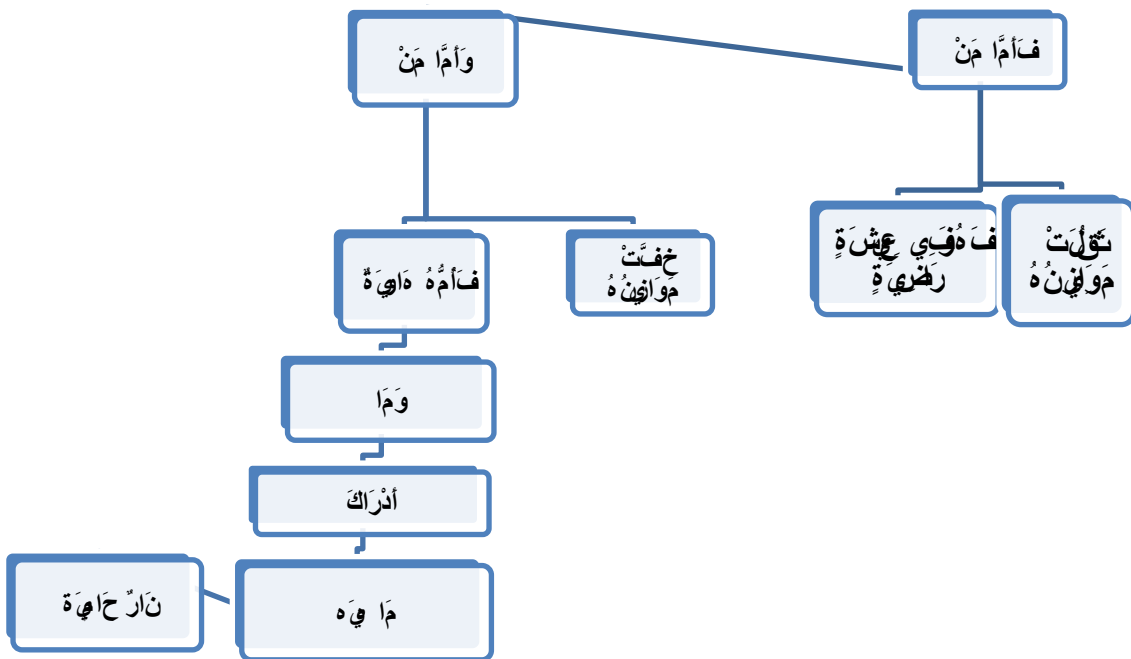 فَأَمَّا مَنْ
ثَقُلَتْ
مَوَازِينُهُ
فَهُوَ فِي عِيشَةٍ
رَاضِيَةٍ
وَأَمَّا مَنْ
خَفَّتْ
مَوَازِينُهُ
فَأُمُّهُ هَاوِيَةٌ
وَمَا
أَدْرَاكَ
مَا هِيَه
نَارٌ حَامِيَة